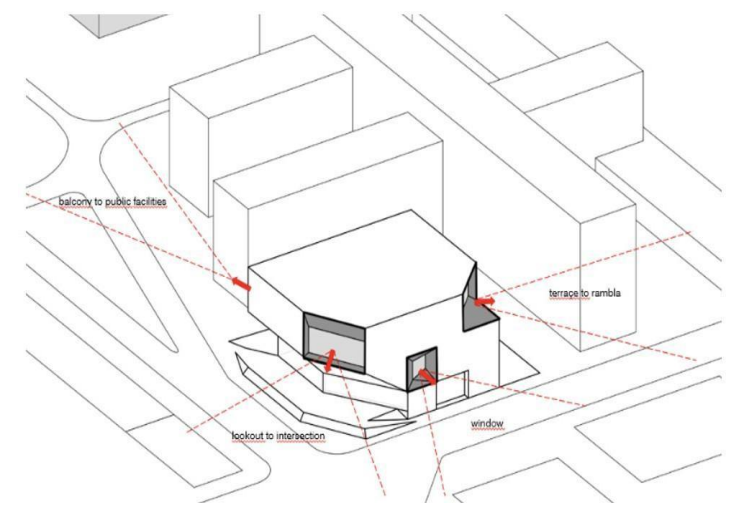 balcony to public facilities
terrace to rambla
window
lookout to intersection